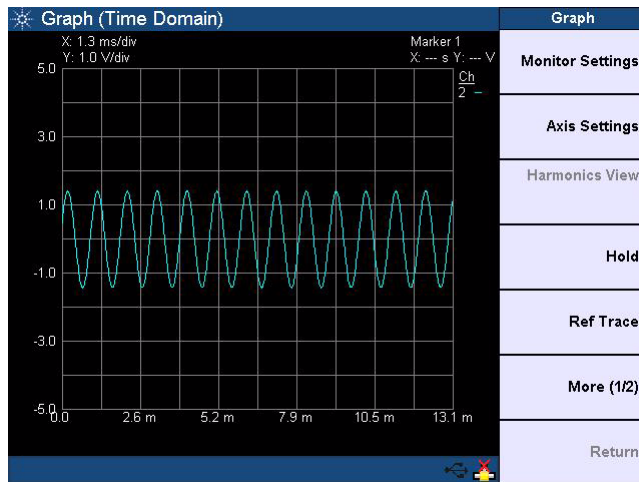 Graph (Time Domain)
Graph
X: 1.3 ms/div
Y: 1.0 V/div
Marker 1
X: --- s Y: --- V
Ch
2
5.0
3.0
1.0
-1.0
-3.0
-5.0
0.0 2.6 m 5.2 m 7.9 m 10.5 m 13.1 m
Monitor Settings
Axis Settings
Harmonics View
Hold
Ref Trace
More (1/2)
Return